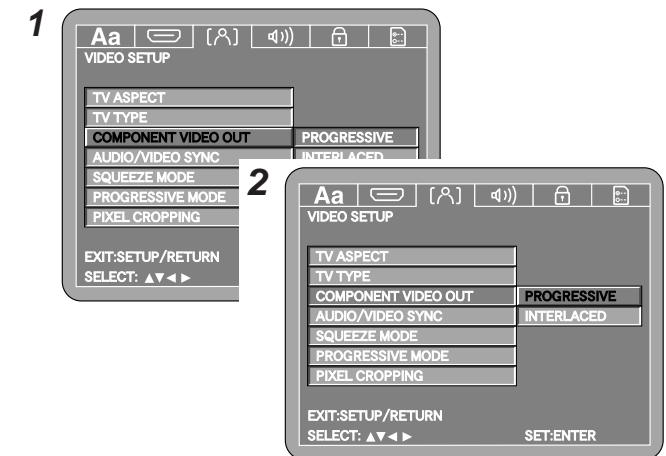 1
Aa
VIDEO SETUP
TV ASPECT
TV TYPE
COMPONENT VIDEO OUT PROGRESSIVE
AUDIO/VIDEO SYNC INTERLACED
SQUEEZE MODE
PROGRESSIVE MODE
PIXEL CROPPING
EXIT:SETUP/RETURN
SELECT: ▲▼◄ ►
2
Aa
VIDEO SETUP
TV ASPECT
TV TYPE
COMPONENT VIDEO OUT PROGRESSIVE
AUDIO/VIDEO SYNC INTERLACED
SQUEEZE MODE
PROGRESSIVE MODE
PIXEL CROPPING
EXIT:SETUP/RETURN
SELECT: ▲▼◄ ► SET:ENTER